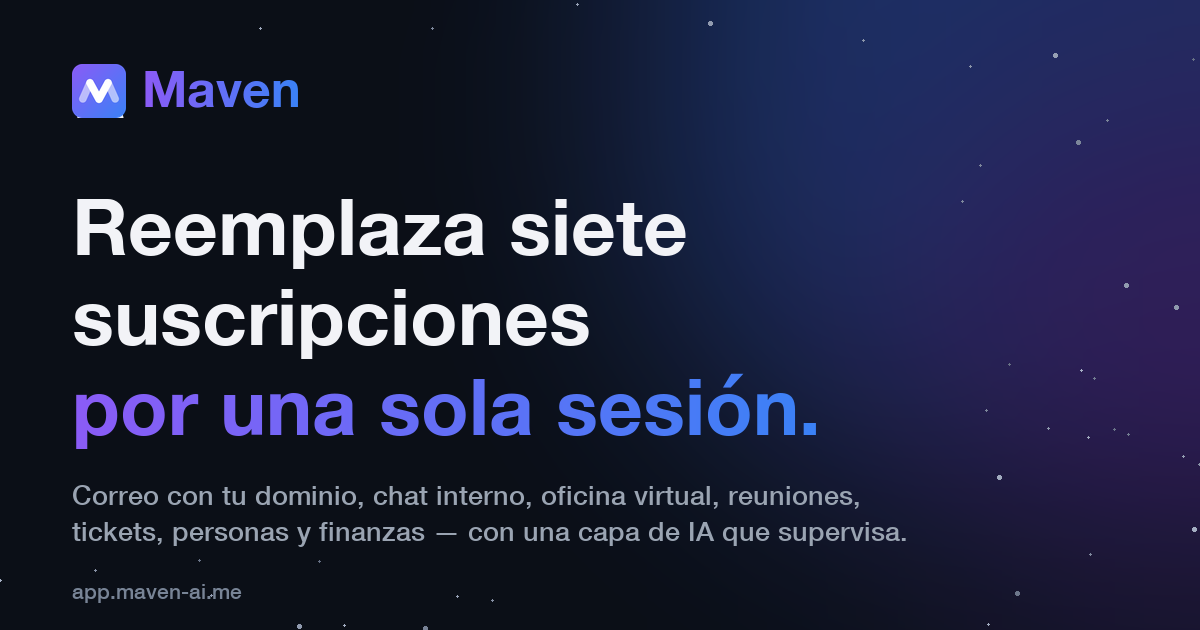 Maven
Reemplaza siete
suscripciones
por una sola sesión.
Correo con tu dominio, chat interno, oficina virtual, reuniones,
tickets, personas y finanzas — con una capa de IA que supervisa.
app.maven-ai.me